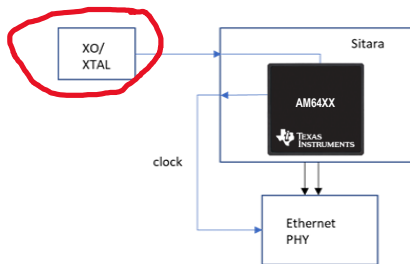 XO/
XTAL
Sitara
AM64XX
TEXAS
INSTRUMENTS
clock
Ethernet
PHY